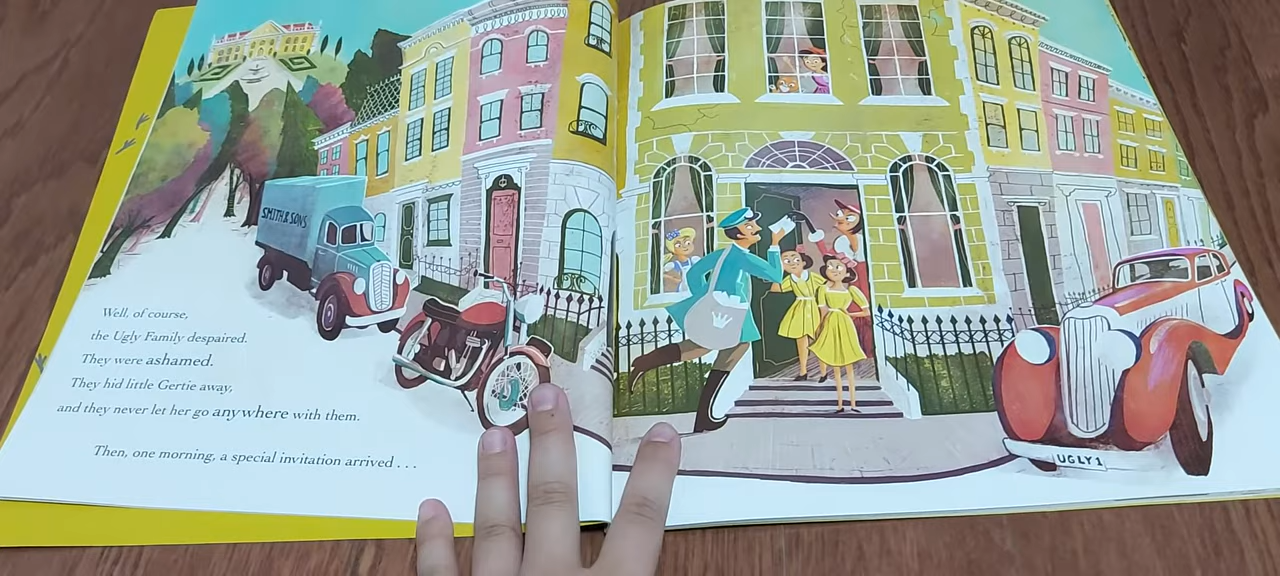 SMITH & SONS
Well, of course,
the Ugly Family despaired.
They were ashamed.
They hid little Gertie away,
and they never let her go anywhere with them.
Then, one morning, a special invitation arrived . . .
UGLY 1